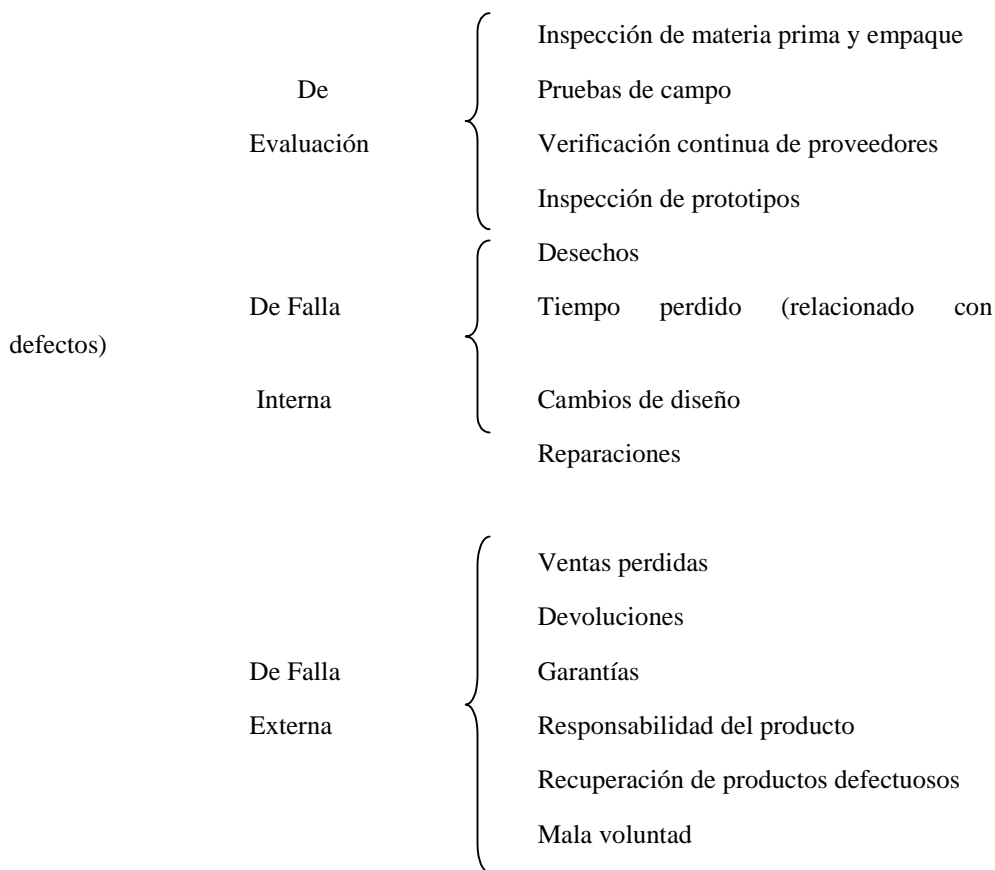 Inspección de materia prima y empaque
De Pruebas de campo
Evaluación Verificación continua de proveedores
Inspección de prototipos
Desechos
De Falla Tiempo perdido (relacionado con
defectos)
Interna Cambios de diseño
Reparaciones
Ventas perdidas
Devoluciones
De Falla Garantías
Externa Responsabilidad del producto
Recuperación de productos defectuosos
Mala voluntad